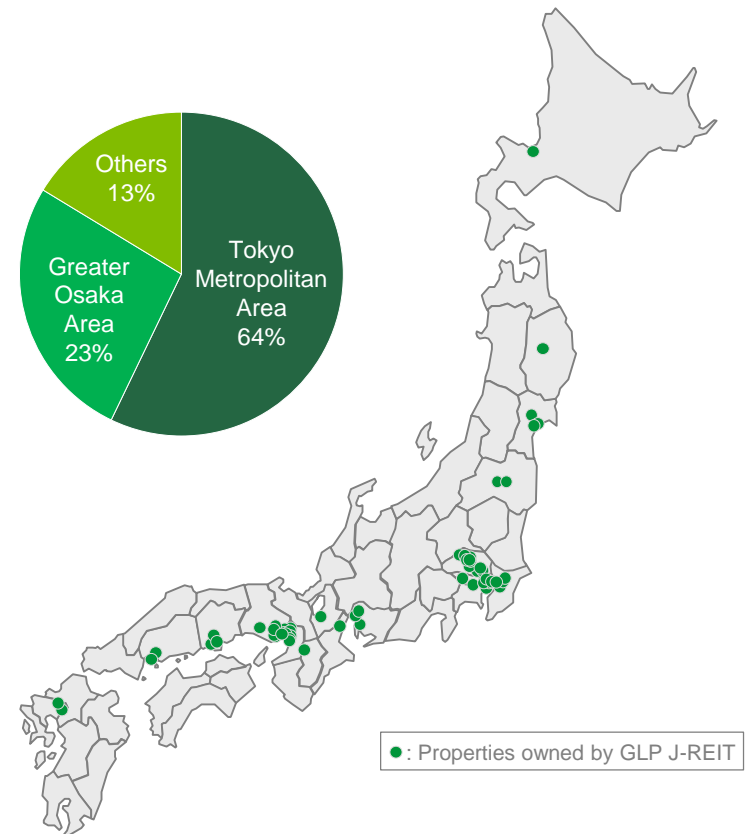 Others
13%
Tokyo
Metropolitan
Area
64%
Greater
Osaka
Area
23%
: Properties owned by GLP J-REIT